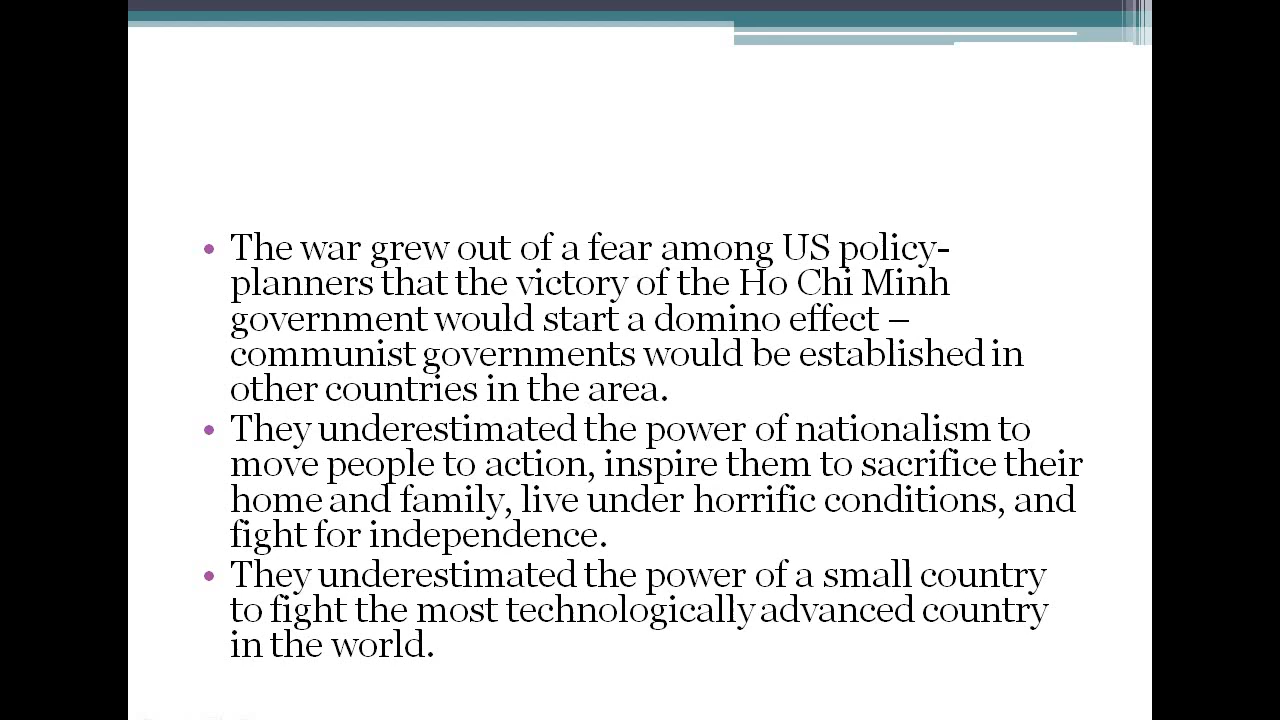 • The war grew out of a fear among US policy-
planners that the victory of the Ho Chi Minh
government would start a domino effect –
communist governments would be established in
other countries in the area.
• They underestimated the power of nationalism to
move people to action, inspire them to sacrifice their
home and family, live under horrific conditions, and
fight for independence.
• They underestimated the power of a small country
to fight the most technologically advanced country
in the world.